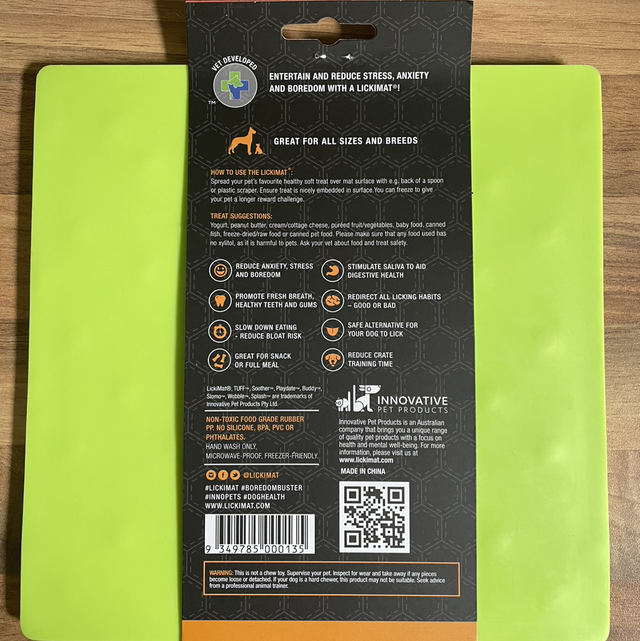 VET DEVELOPED
TM
ENTERTAIN AND REDUCE STRESS, ANXIETY
AND BOREDOM WITH A LICKIMAT®!
GREAT FOR ALL SIZES AND BREEDS
HOW TO USE THE LICKIMAT®:
Spread your pet's favourite healthy soft treat over mat surface with e.g. back of a spoon
or plastic scraper. Ensure treat is nicely embedded in surface. You can freeze to give
your pet a longer reward challenge.
TREAT SUGGESTIONS:
Yogurt, peanut butter, cream/cottage cheese, puréed fruit/vegetables, baby food, canned
fish, freeze-dried/raw food or canned pet food. Please make sure that any food used has
no xylitol, as it is harmful to pets. Ask your vet about food and treat safety.
REDUCE ANXIETY, STRESS
AND BOREDOM
STIMULATE SALIVA TO AID
DIGESTIVE HEALTH
PROMOTE FRESH BREATH,
HEALTHY TEETH AND GUMS
REDIRECT ALL LICKING HABITS
– GOOD OR BAD
SLOW DOWN EATING
- REDUCE BLOAT RISK
SAFE ALTERNATIVE FOR
YOUR DOG TO LICK
GREAT FOR SNACK
OR FULL MEAL
REDUCE CRATE
TRAINING TIME
LickiMat®, TUFF™, Soother™, Playdate™, Buddy™,
Slomo™, Wobble™, Splash™ are trademarks of
Innovative Pet Products Pty Ltd.
NON-TOXIC FOOD GRADE RUBBER
PP. NO SILICONE, BPA, PVC OR
PHTHALATES.
HAND WASH ONLY,
MICROWAVE-PROOF, FREEZER-FRIENDLY.
@LICKIMAT
#LICKIMAT #BOREDOMBUSTER
#INNOPETS #DOGHEALTH
WWW.LICKIMAT.COM
9 349785 000135
INNOVATIVE
PET PRODUCTS
Innovative Pet Products is an Australian
company that brings you a unique range
of quality pet products with a focus on
health and mental well-being. For more
information, please visit us at
www.lickimat.com
MADE IN CHINA
WARNING: This is not a chew toy. Supervise your pet. Inspect for wear and take away if any pieces
become loose or detached. If your dog is a hard chewer, this product may not be suitable. Seek advice
from a professional animal trainer.